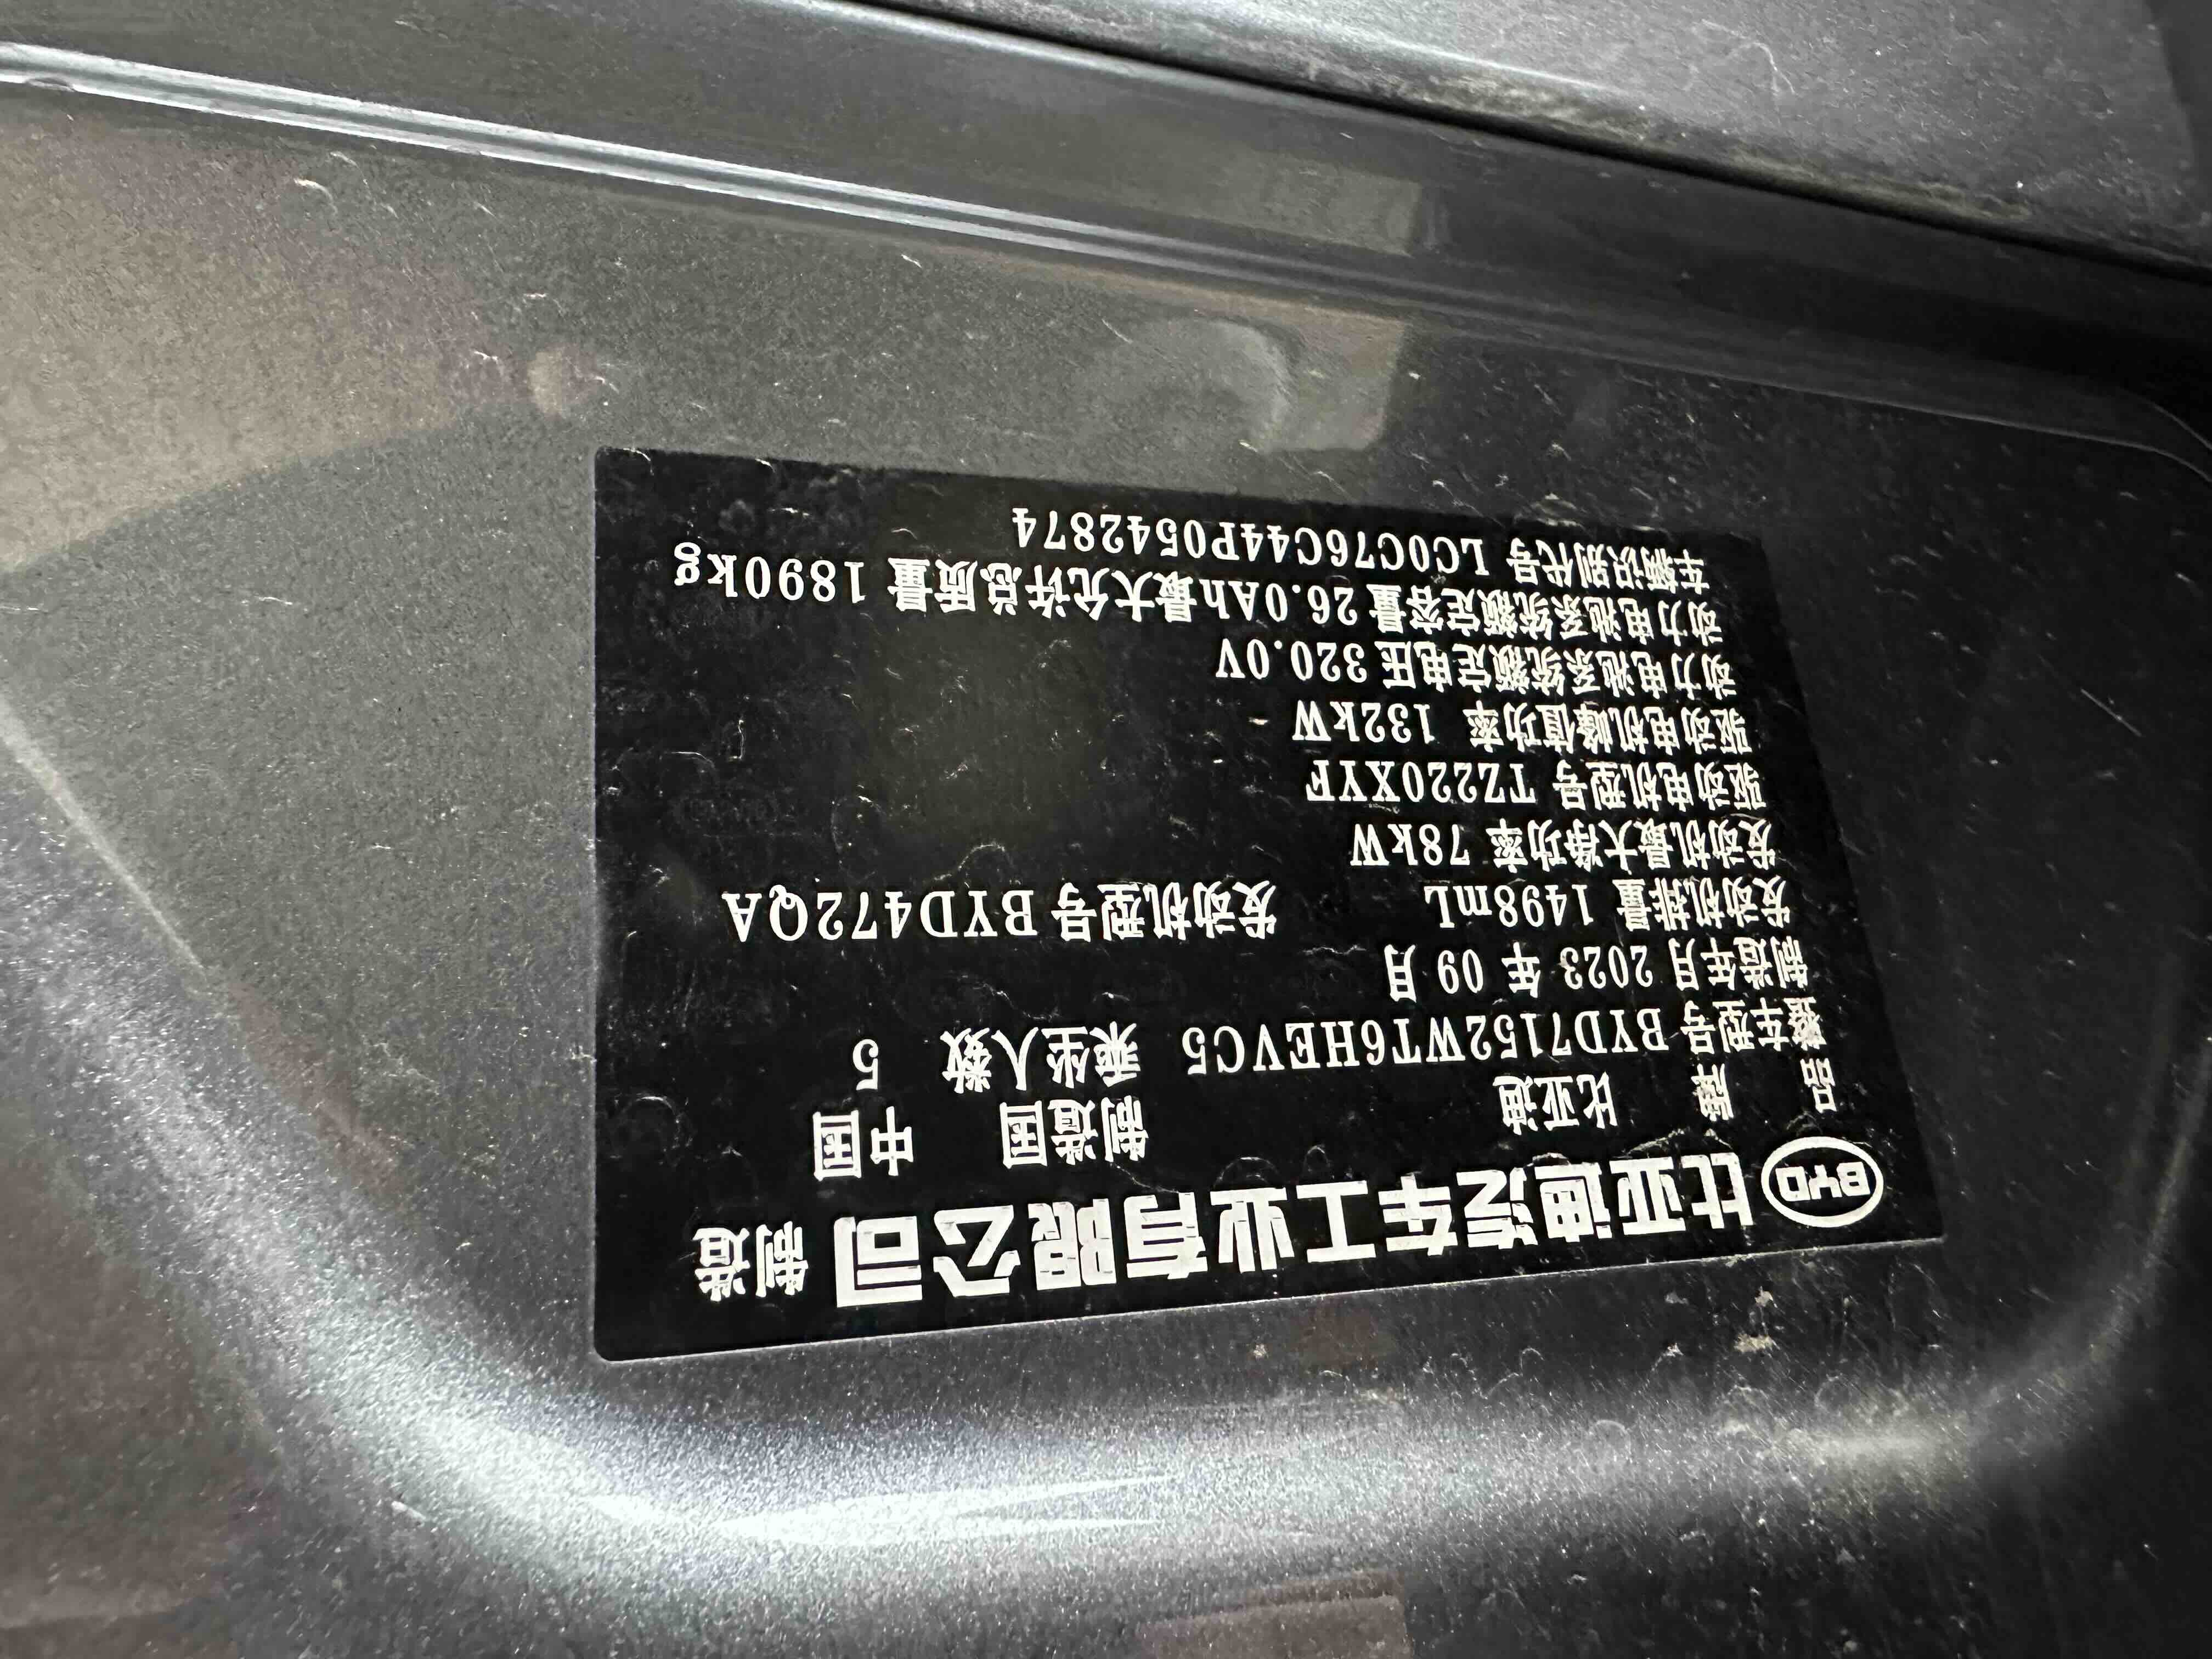 BYD 比亚迪汽车工业有限公司 制造
品 牌 比亚迪 制造国 中国
整车型号 BYD7152WT6HEVC5 乘坐人数 5
制造年月 2023 年 09 月
发动机排量 1498mL 发动机型号 BYD472QA
发动机最大净功率 78kW
驱动电机型号 TZ220XYF
驱动电机峰值功率 132kW
动力电池系统额定电压 320.0V
动力电池系统额定容量 26.0Ah最大允许总质量 1890kg
车辆识别代号 LC0C76C44P0542874